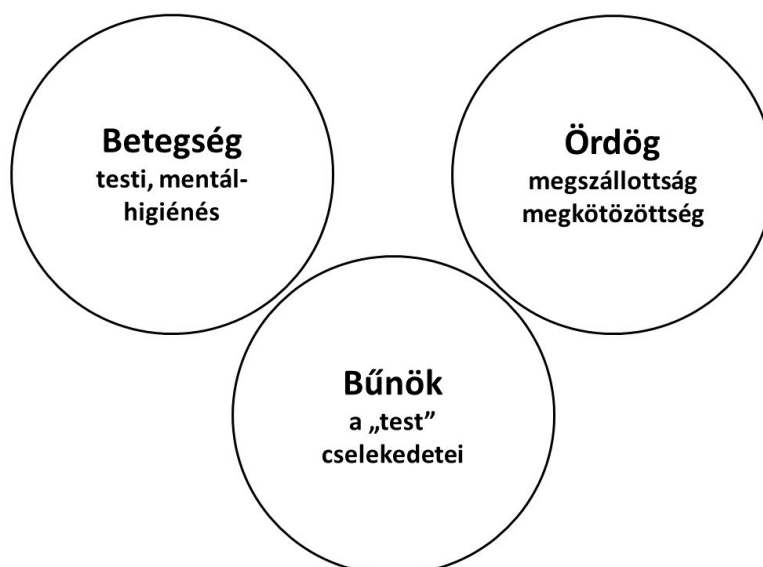 Betegség
testi, mentál-
higiénés
Ördög
megszállottság
megkötözöttség
Bűnök
a „test”
cselekedetei